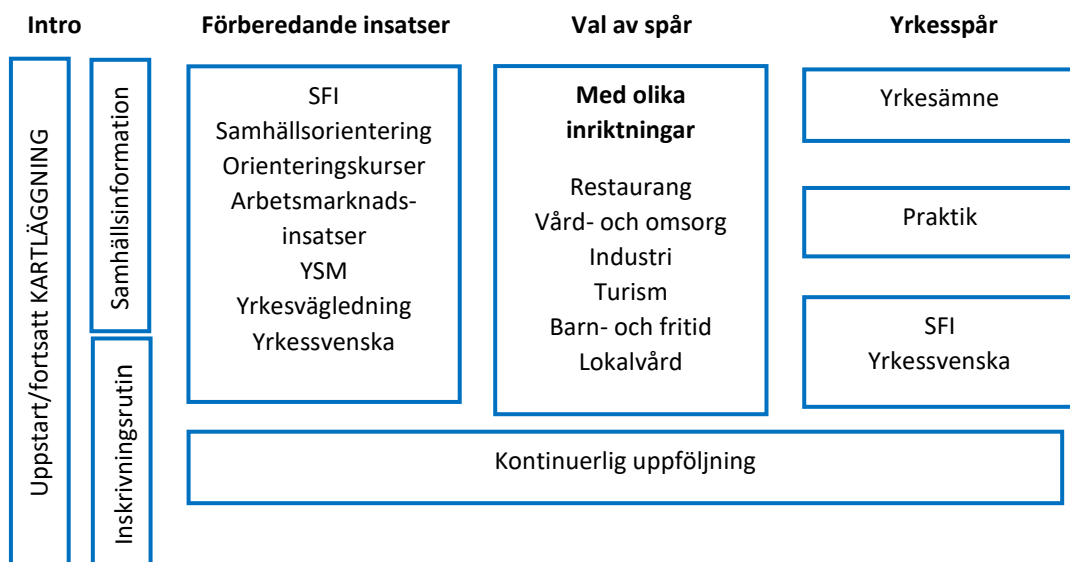 Intro
Förberedande insatser
Val av spår
Yrkesspår
Uppstart/fortsatt KARTLÄGGNING
Samhällsinformation
Inskrivningsrutin
SFI
Samhällsorientering
Orienteringskurser
Arbetsmarknads-
insatser
YSM
Yrkesvägledning
Yrkessvenska
Med olika
inriktningar
Restaurang
Vård- och omsorg
Industri
Turism
Barn- och fritid
Lokalvård
Yrkesämne
Praktik
SFI
Yrkessvenska
Kontinuerlig uppföljning